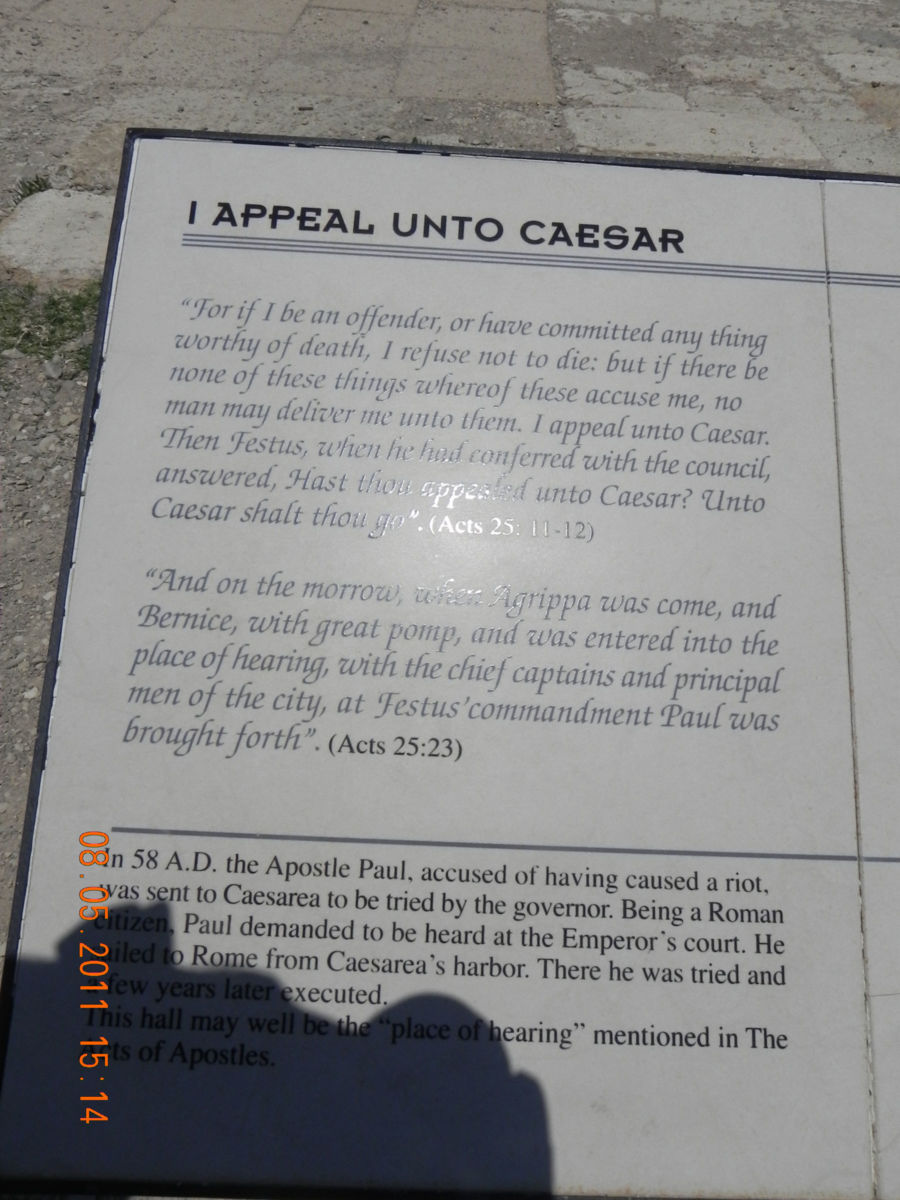 I APPEAL UNTO CAESAR
“For if I be an offender, or have committed any thing
worthy of death, I refuse not to die: but if there be
none of these things whereof these accuse me, no
man may deliver me unto them. I appeal unto Caesar.
Then Festus, when he had conferred with the council,
answered, Hast thou appealed unto Caesar? Unto
Caesar shalt thou go”. (Acts 25: 11-12)
“And on the morrow, when Agrippa was come, and
Bernice, with great pomp, and was entered into the
place of hearing, with the chief captains and principal
men of the city, at Festus’commandment Paul was
brought forth”. (Acts 25:23)
In 58 A.D. the Apostle Paul, accused of having caused a riot,
was sent to Caesarea to be tried by the governor. Being a Roman
citizen, Paul demanded to be heard at the Emperor’s court. He
sailed to Rome from Caesarea’s harbor. There he was tried and
a few years later executed.
This hall may well be the “place of hearing” mentioned in The
Acts of Apostles.
08.05.2011 15:14